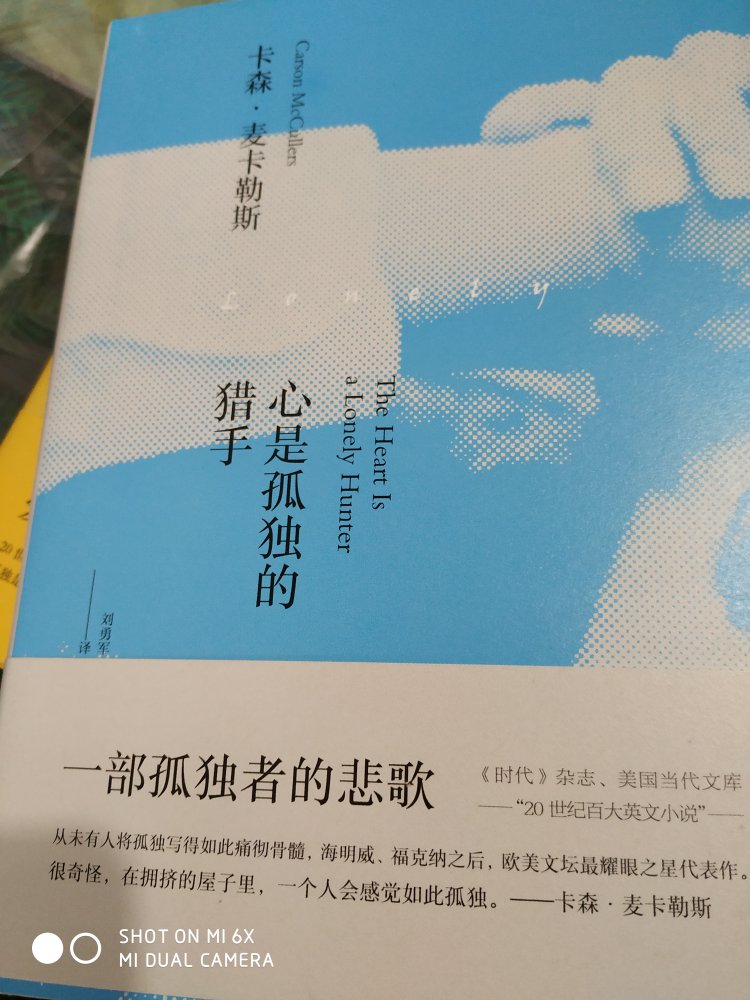 卡森·麦卡勒斯
Carson McCullers
Lonely
心是孤独的
猎手
The Heart Is
a Lonely Hunter
刘勇军
译
一部孤独者的悲歌
《时代》杂志、美国当代文库
——“20世纪百大英文小说”——
从未有人将孤独写得如此痛彻骨髓，海明威、福克纳之后，欧美文坛最耀眼之星代表作。
很奇怪，在拥挤的屋子里，一个人会感觉如此孤独。——卡森·麦卡勒斯
SHOT ON MI 6X
MI DUAL CAMERA